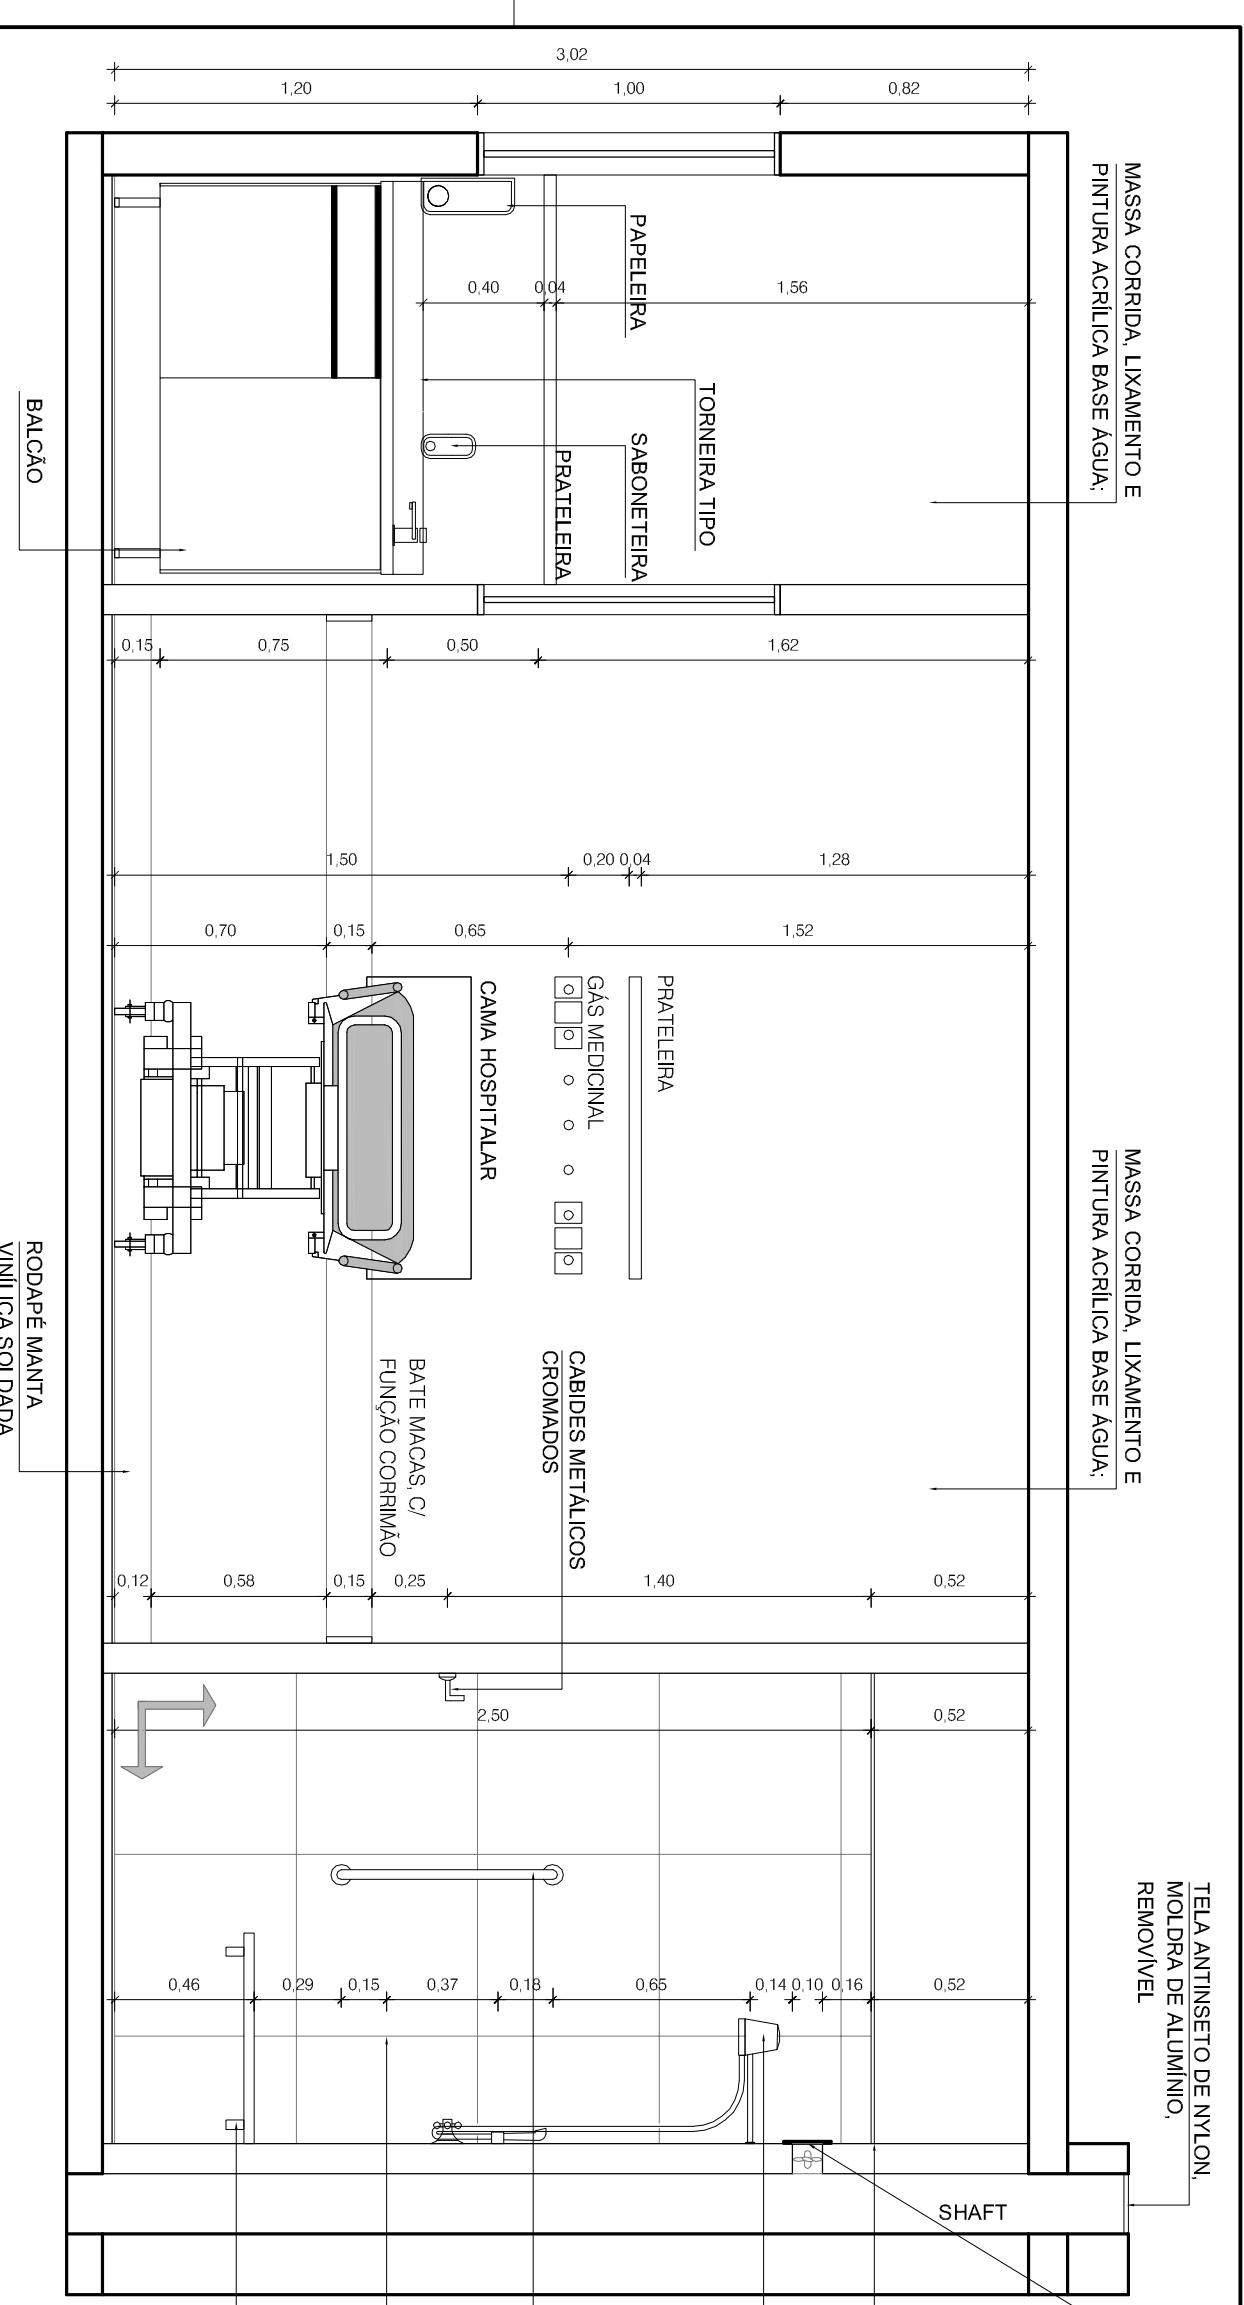 3,02
1,20
1,00
0,82
MASSA CORRIDA, LIXAMENTO E
PINTURA ACRÍLICA BASE ÁGUA;
PAPELEIRA
0,40
0,04
1,56
TORNEIRA TIPO
SABONETEIRA
PRATELEIRA
BALCÃO
0,15
0,75
0,50
1,62
1,50
0,20
0,04
1,28
0,70
0,15
0,65
1,52
PRATELEIRA
GÁS MEDICINAL
CAMA HOSPITALAR
MASSA CORRIDA, LIXAMENTO E
PINTURA ACRÍLICA BASE ÁGUA;
RODAPÉ MANTA
VINÍLICA SOLDADA
CABIDES METÁLICOS
CROMADOS
BATE MACAS, C/
FUNÇÃO CORRIMÃO
0,12
0,58
0,15
0,25
1,40
0,52
2,50
0,52
TELA ANTINSETO DE NYLON,
MOLDRA DE ALUMÍNIO,
REMOVÍVEL
0,46
0,29
0,15
0,37
0,18
0,65
0,14
0,10
0,16
0,52
SHAFT